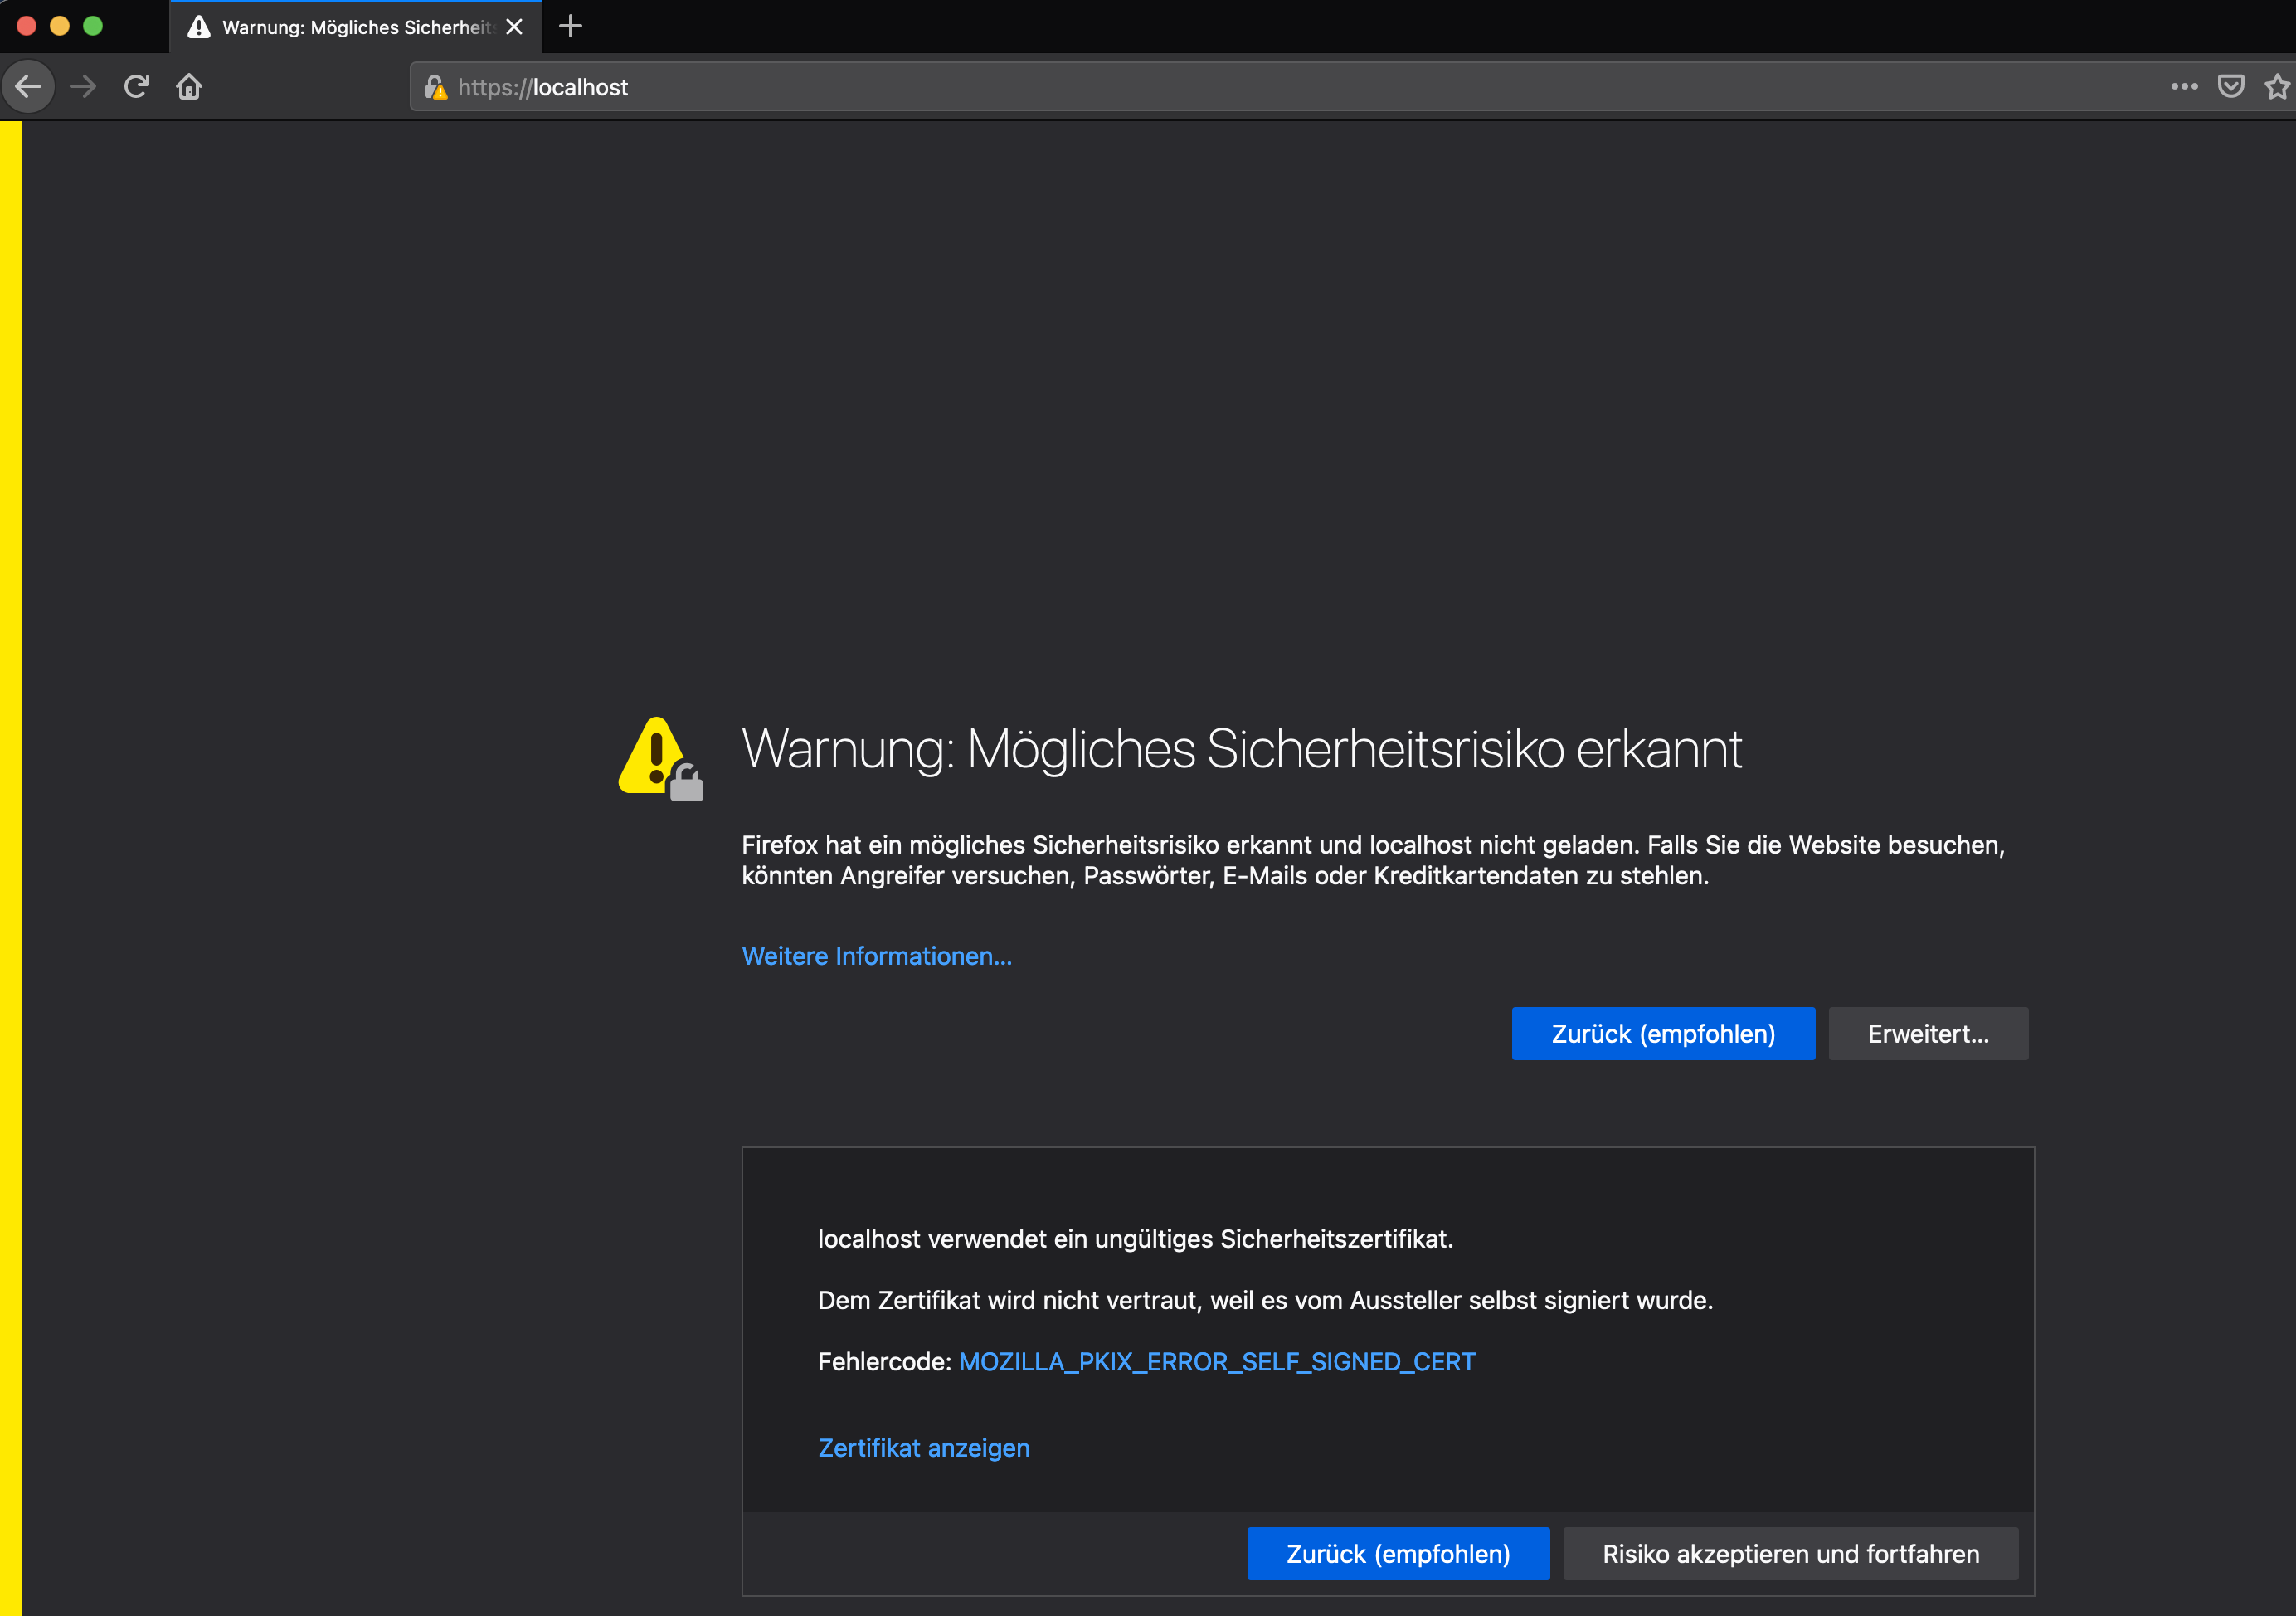 Warnung: Mögliches Sicherheits
https://localhost
Warnung: Mögliches Sicherheitsrisiko erkannt
Firefox hat ein mögliches Sicherheitsrisiko erkannt und localhost nicht geladen. Falls Sie die Website besuchen,
könnten Angreifer versuchen, Passwörter, E-Mails oder Kreditkartendaten zu stehlen.
Weitere Informationen...
Zurück (empfohlen) Erweitert...
localhost verwendet ein ungültiges Sicherheitszertifikat.
Dem Zertifikat wird nicht vertraut, weil es vom Aussteller selbst signiert wurde.
Fehlercode: MOZILLA_PKIX_ERROR_SELF_SIGNED_CERT
Zertifikat anzeigen
Zurück (empfohlen) Risiko akzeptieren und fortfahren